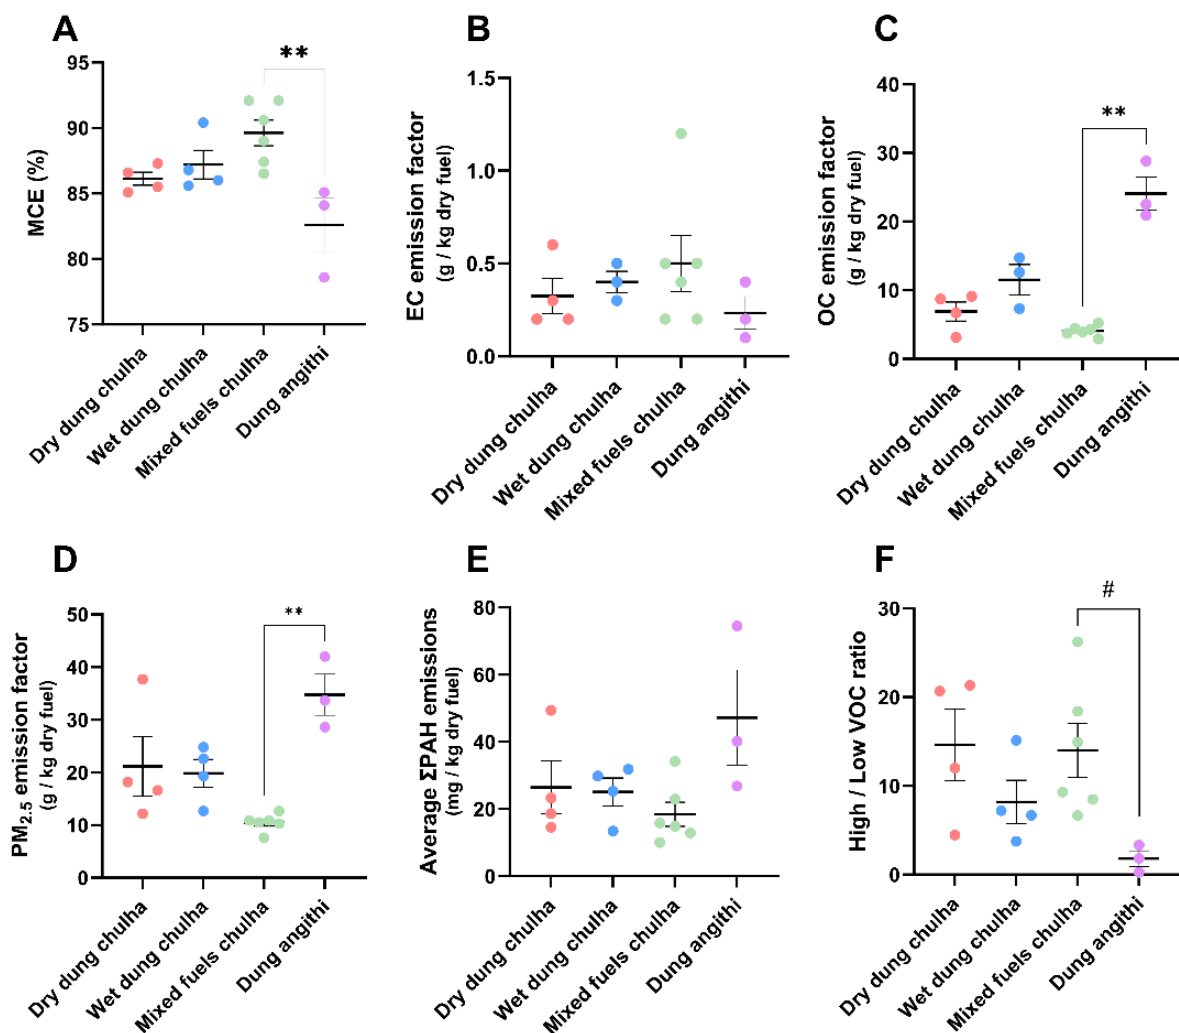 A
MCE (%)
95
90
85
80
75
**
Dry dung chulha
Wet dung chulha
Mixed fuels chulha
Dung angithi
B
EC emission factor
(g / kg dry fuel)
1.5
1.0
0.5
0.0
Dry dung chulha
Wet dung chulha
Mixed fuels chulha
Dung angithi
C
OC emission factor
(g / kg dry fuel)
40
30
20
10
0
**
Dry dung chulha
Wet dung chulha
Mixed fuels chulha
Dung angithi
D
PM2.5 emission factor
(g / kg dry fuel)
50
40
30
20
10
0
**
Dry dung chulha
Wet dung chulha
Mixed fuels chulha
Dung angithi
E
Average ΣPAH emissions
(mg / kg dry fuel)
80
60
40
20
0
Dry dung chulha
Wet dung chulha
Mixed fuels chulha
Dung angithi
F
High / Low VOC ratio
30
20
10
0
#
Dry dung chulha
Wet dung chulha
Mixed fuels chulha
Dung angithi